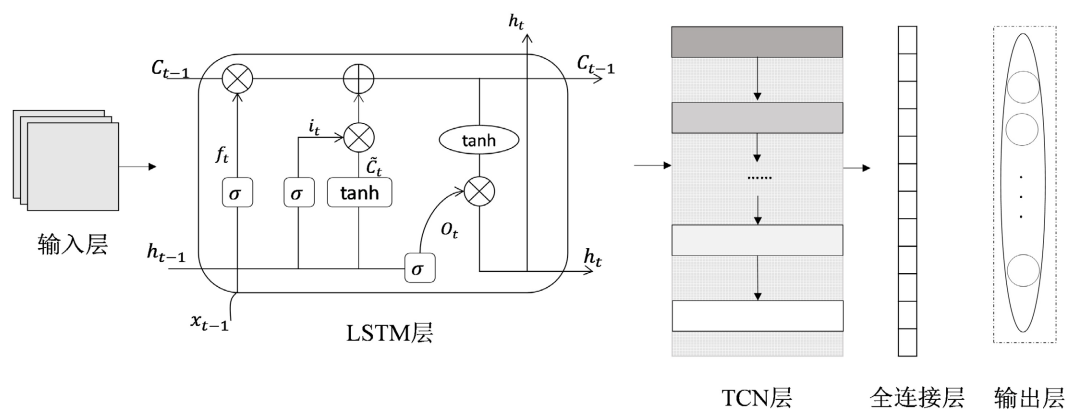 h_t
C_{t-1}
C_{t-1}
i_t
tanh
f_t
C̃_t
σ
σ
tanh
O_t
输入层
h_{t-1}
σ
h_t
x_{t-1}
LSTM层
......
TCN层
全连接层
输出层